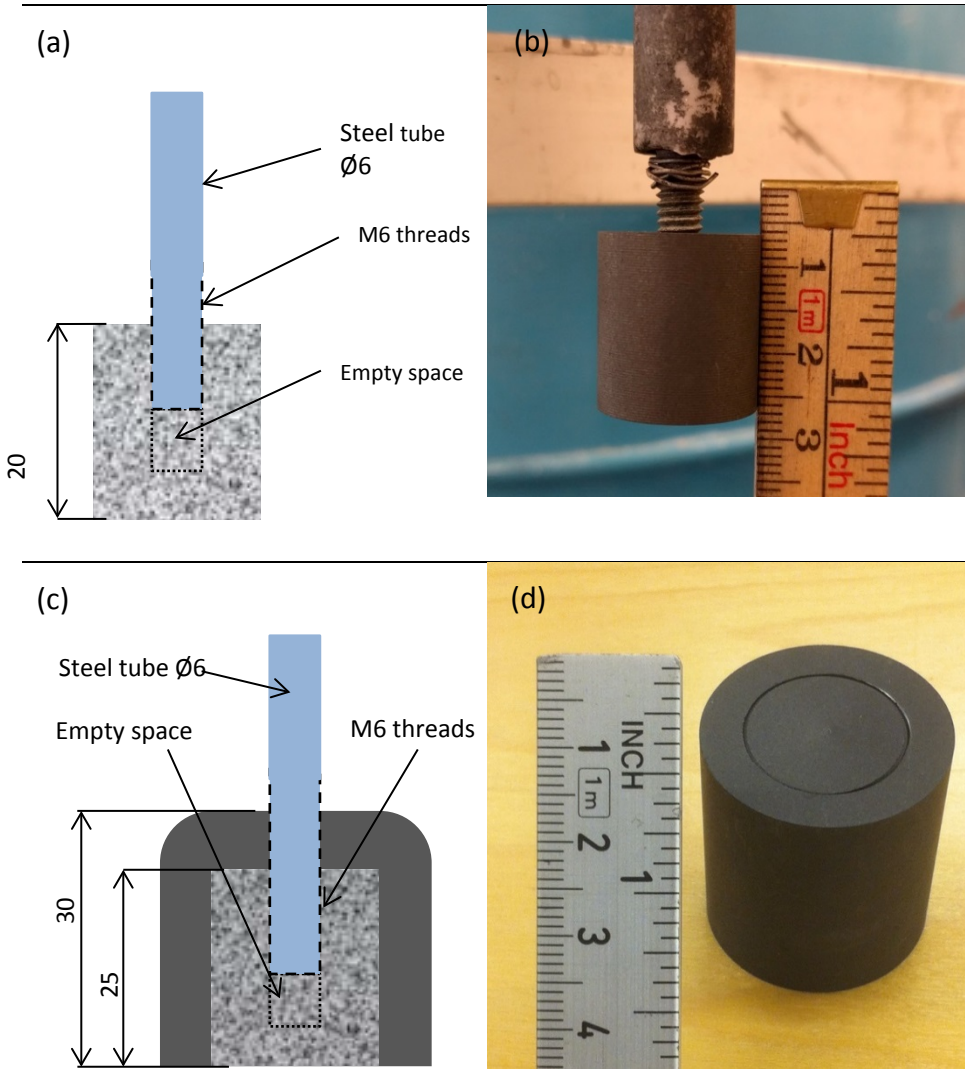 (a)
Steel tube
Ø6
M6 threads
Empty space
20
(b)
1
1m
2
1
3
Inch
(c)
Steel tube Ø6
Empty space
M6 threads
30
25
(d)
INCH
1
1m
2
1
3
4